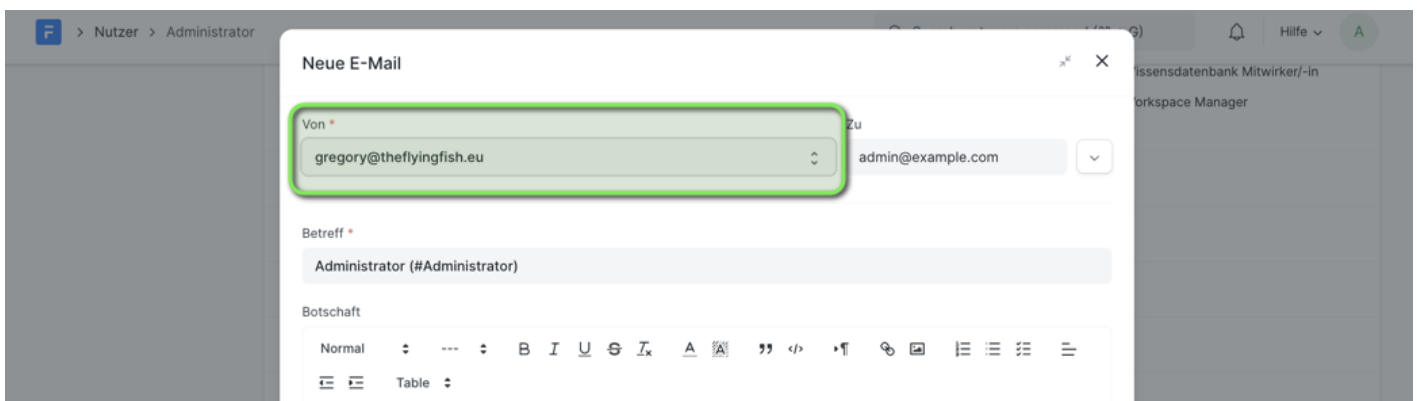 F > Nutzer > Administrator
G)
Hilfe
A
Neue E-Mail
issensdatenbank Mitwirker/-in
orkspace Manager
Von *
Zu
gregory@theflyingfish.eu
admin@example.com
Betreff *
Administrator (#Administrator)
Botschaft
Normal --- B I U S Tx A A ” </> ¶
Table